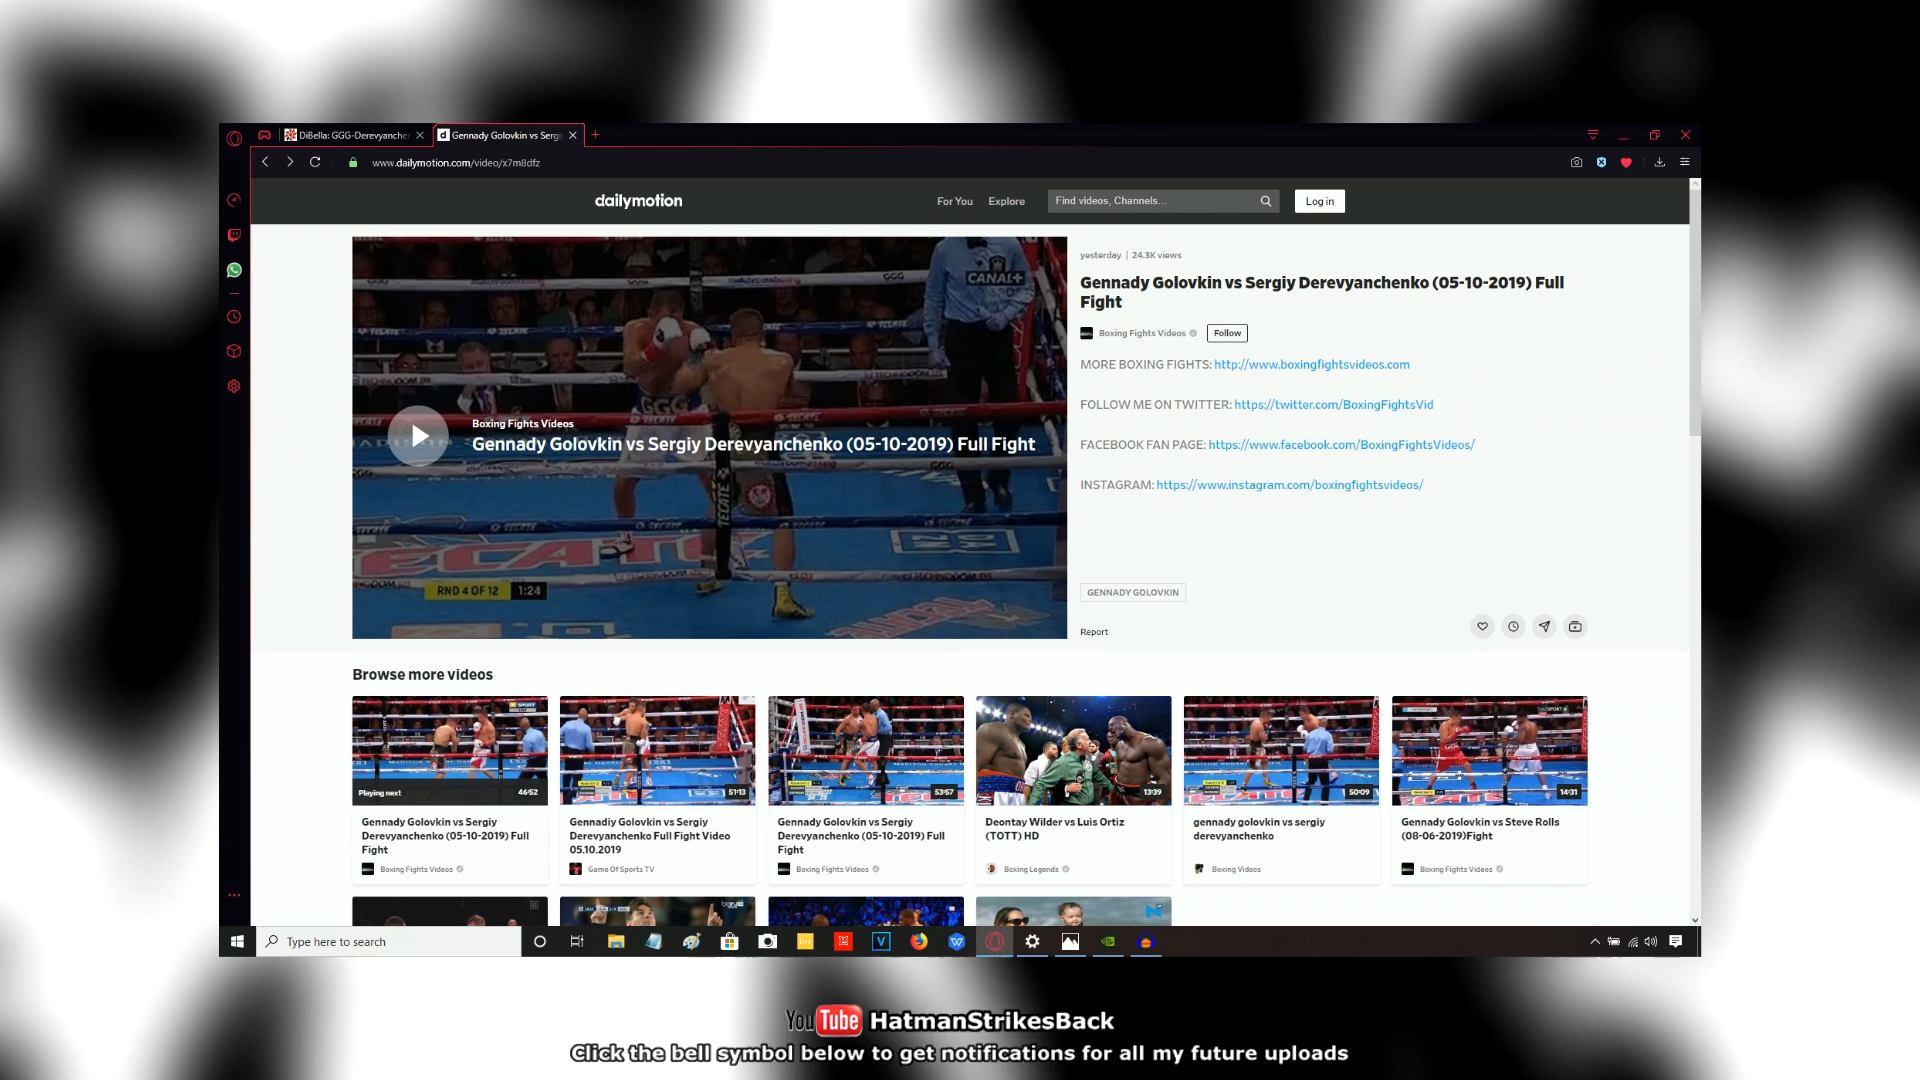 DiBella: GGG-Derevyanchen
Gennady Golovkin vs Serg
www.dailymotion.com/video/x7m8dfz
dailymotion
For You
Explore
Find videos, Channels...
Log in
CANAL+
GGG
TECATE
RND 4 OF 12 1:24
Boxing Fights Videos
Gennady Golovkin vs Sergiy Derevyanchenko (05-10-2019) Full Fight
yesterday | 24.3K views
Gennady Golovkin vs Sergiy Derevyanchenko (05-10-2019) Full
Fight
Boxing Fights Videos
Follow
MORE BOXING FIGHTS: http://www.boxingfightsvideos.com
FOLLOW ME ON TWITTER: https://twitter.com/BoxingFightsVid
FACEBOOK FAN PAGE: https://www.facebook.com/BoxingFightsVideos/
INSTAGRAM: https://www.instagram.com/boxingfightsvideos/
GENNADY GOLOVKIN
Report
Browse more videos
Playing next 46:52
Gennady Golovkin vs Sergiy
Derevyanchenko (05-10-2019) Full
Fight
Boxing Fights Videos
51:13
Gennadiy Golovkin vs Sergiy
Derevyanchenko Full Fight Video
05.10.2019
Game Of Sports TV
53:57
Gennady Golovkin vs Sergiy
Derevyanchenko (05-10-2019) Full
Fight
Boxing Fights Videos
13:39
Deontay Wilder vs Luis Ortiz
(TOTT) HD
Boxing Legends
50:09
gennady golovkin vs sergiy
derevyanchenko
Boxing Videos
14:31
Gennady Golovkin vs Steve Rolls
(08-06-2019)Fight
Boxing Fights Videos
Type here to search
YouTube HatmanStrikesBack
Click the bell symbol below to get notifications for all my future uploads